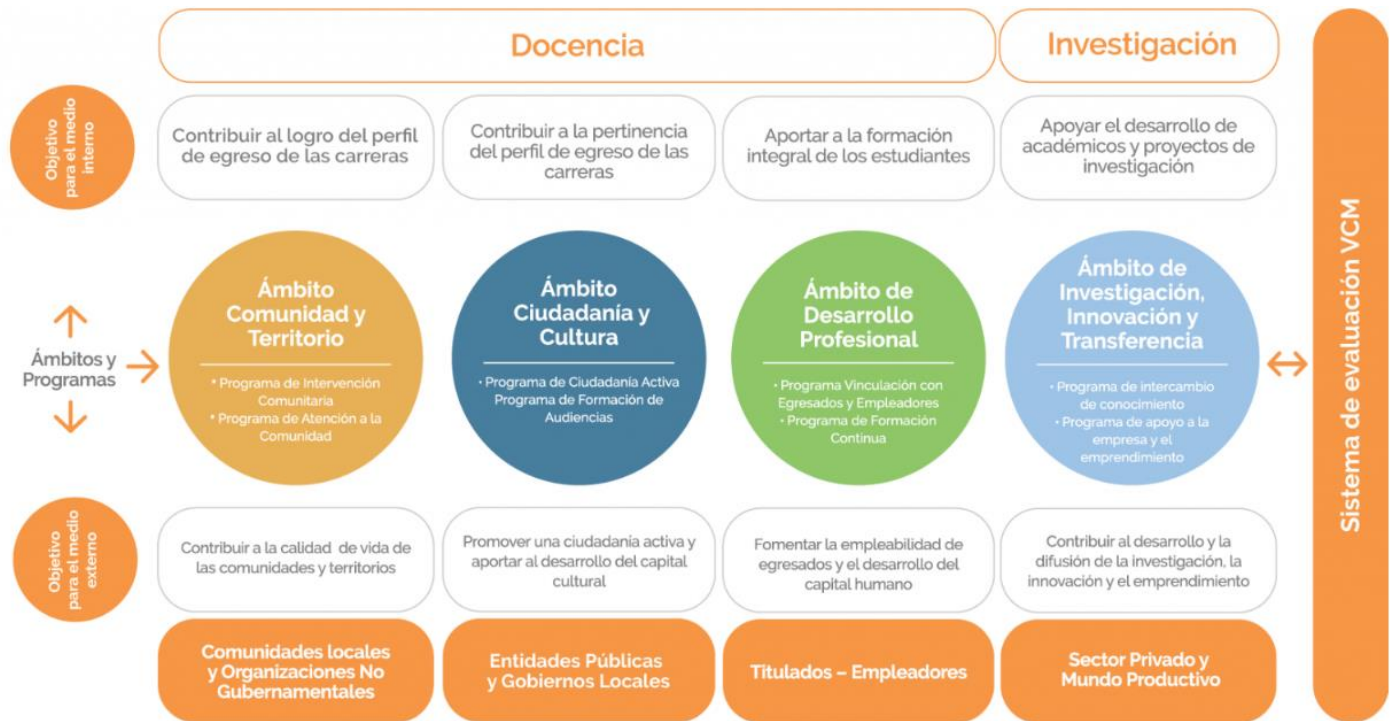 Docencia
Investigación
Objetivo
para el medio
interno
Contribuir al logro del perfil
de egreso de las carreras
Contribuir a la pertinencia
del perfil de egreso de las
carreras
Aportar a la formación
integral de los estudiantes
Apoyar el desarrollo de
académicos y proyectos de
investigación
Ámbitos y
Programas
Ámbito
Comunidad y
Territorio
• Programa de Intervención
Comunitaria
• Programa de Atención a la
Comunidad
Ámbito
Ciudadanía y
Cultura
• Programa de Ciudadanía Activa
Programa de Formación de
Audiencias
Ámbito de
Desarrollo
Profesional
• Programa Vinculación con
Egresados y Empleadores
• Programa de Formación
Continua
Ámbito de
Investigación,
Innovación y
Transferencia
• Programa de intercambio
de conocimiento
• Programa de apoyo a la
empresa y el
emprendimiento
Objetivo
para el medio
externo
Contribuir a la calidad de vida de
las comunidades y territorios
Promover una ciudadanía activa y
aportar al desarrollo del capital
cultural
Fomentar la empleabilidad de
egresados y el desarrollo del
capital humano
Contribuir al desarrollo y la
difusión de la investigación, la
innovación y el emprendimiento
Comunidades locales
y Organizaciones No
Gubernamentales
Entidades Públicas
y Gobiernos Locales
Titulados – Empleadores
Sector Privado y
Mundo Productivo
Sistema de evaluación VCM